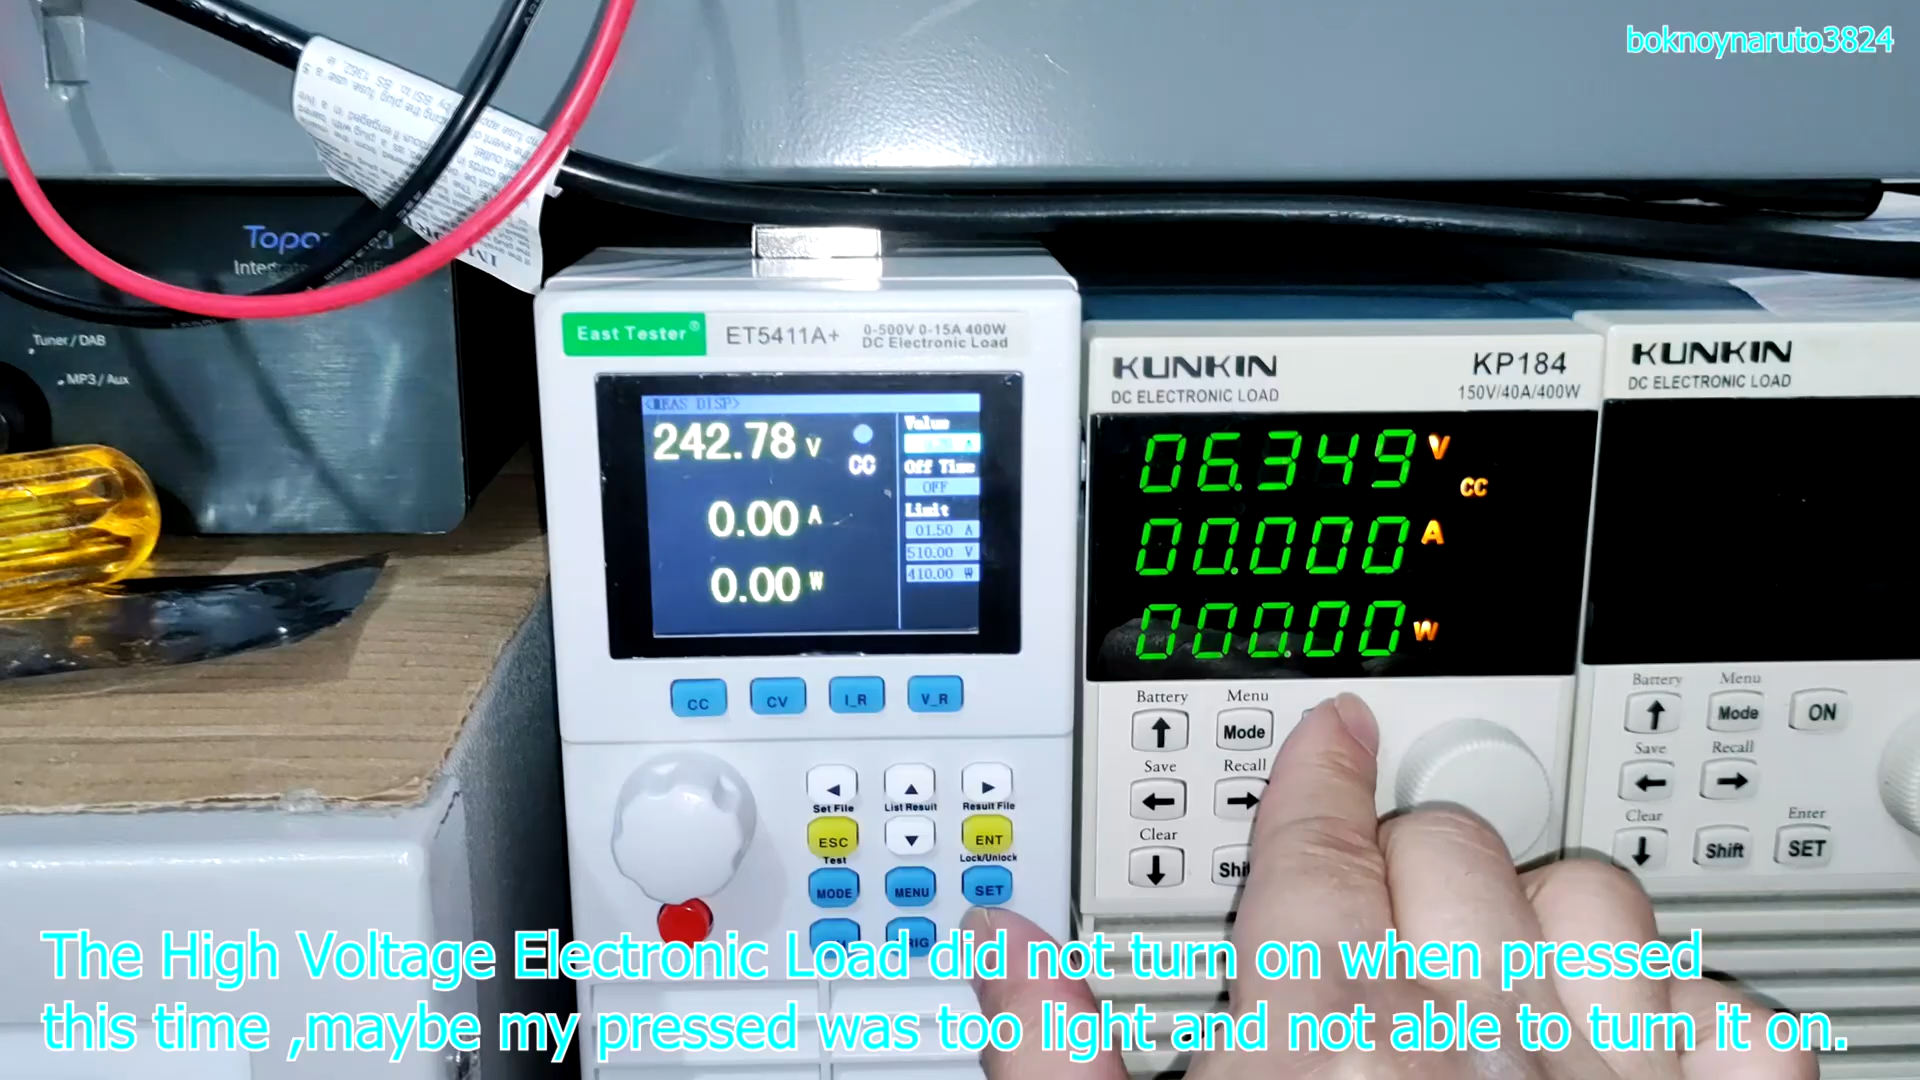 boknoynaruto3824
Tuner / DAB
MP3 / Aux
East Tester® ET5411A+ 0-500V 0-15A 400W
DC Electronic Load
<MEAS DISP>
242.78 V
CC
0.00 A
0.00 W
Value
Off Time
OFF
Limit
01.50 A
510.00 V
410.00 W
CC CV I_R V_R
Set File List Result Result File
ESC ENT
Test Lock/Unlock
MODE MENU SET
KUNKIN KP184
DC ELECTRONIC LOAD 150V/40A/400W
06.349 V
CC
00.000 A
000.00 W
Battery Menu
Mode
Save Recall
Clear
KUNKIN
DC ELECTRONIC LOAD
Battery Menu
Mode ON
Save Recall
Clear Enter
Shift SET
The High Voltage Electronic Load did not turn on when pressed
this time ,maybe my pressed was too light and not able to turn it on.